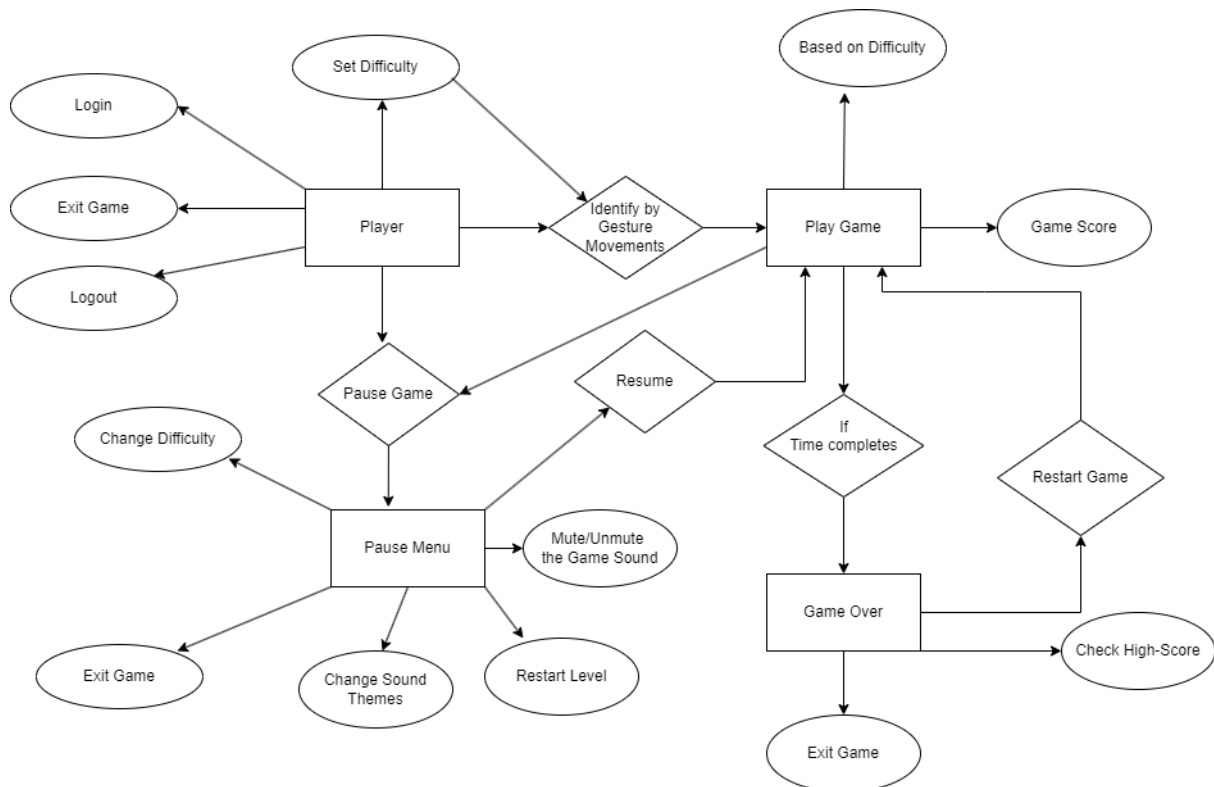 Based on Difficulty
Set Difficulty
Login
Exit Game
Player
Identify by
Gesture
Movements
Play Game
Game Score
Logout
Pause Game
Resume
If
Time completes
Change Difficulty
Restart Game
Pause Menu
Mute/Unmute
the Game Sound
Game Over
Exit Game
Change Sound
Themes
Restart Level
Check High-Score
Exit Game